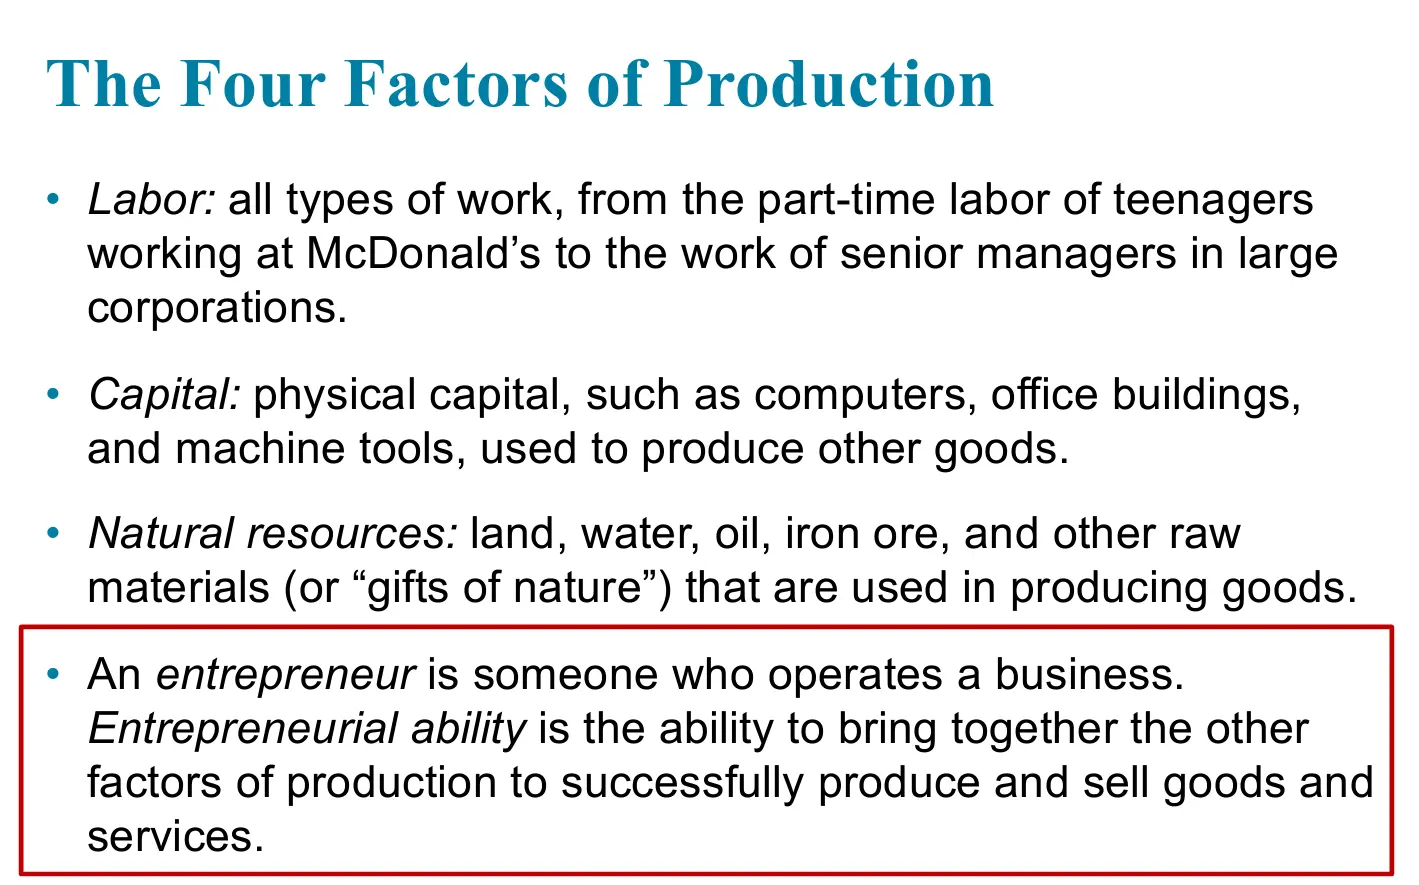 The Four Factors of Production
• Labor: all types of work, from the part-time labor of teenagers
working at McDonald’s to the work of senior managers in large
corporations.
• Capital: physical capital, such as computers, office buildings,
and machine tools, used to produce other goods.
• Natural resources: land, water, oil, iron ore, and other raw
materials (or “gifts of nature”) that are used in producing goods.
• An entrepreneur is someone who operates a business.
Entrepreneurial ability is the ability to bring together the other
factors of production to successfully produce and sell goods and
services.